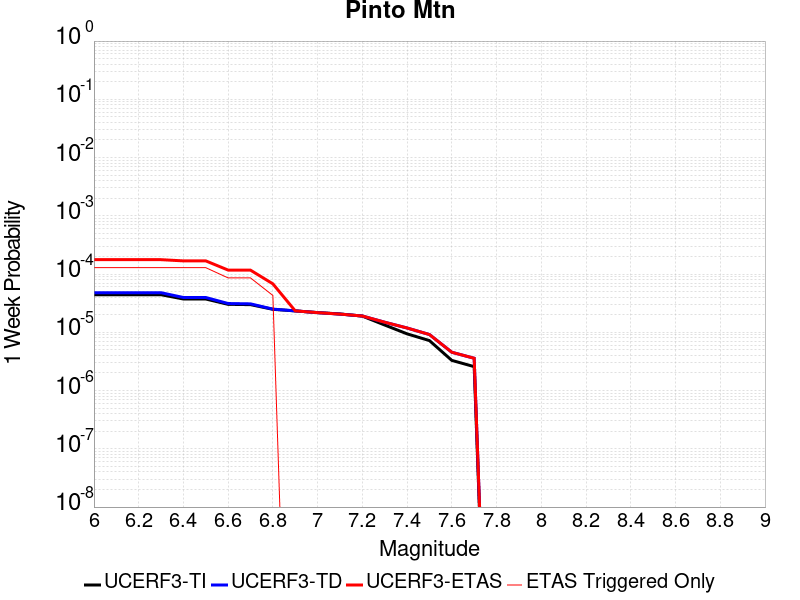 Pinto Mtn
10^0
10^-1
10^-2
10^-3
10^-4
10^-5
10^-6
10^-7
10^-8
1 Week Probability
6 6.2 6.4 6.6 6.8 7 7.2 7.4 7.6 7.8 8 8.2 8.4 8.6 8.8 9
Magnitude
UCERF3-TI UCERF3-TD UCERF3-ETAS ETAS Triggered Only